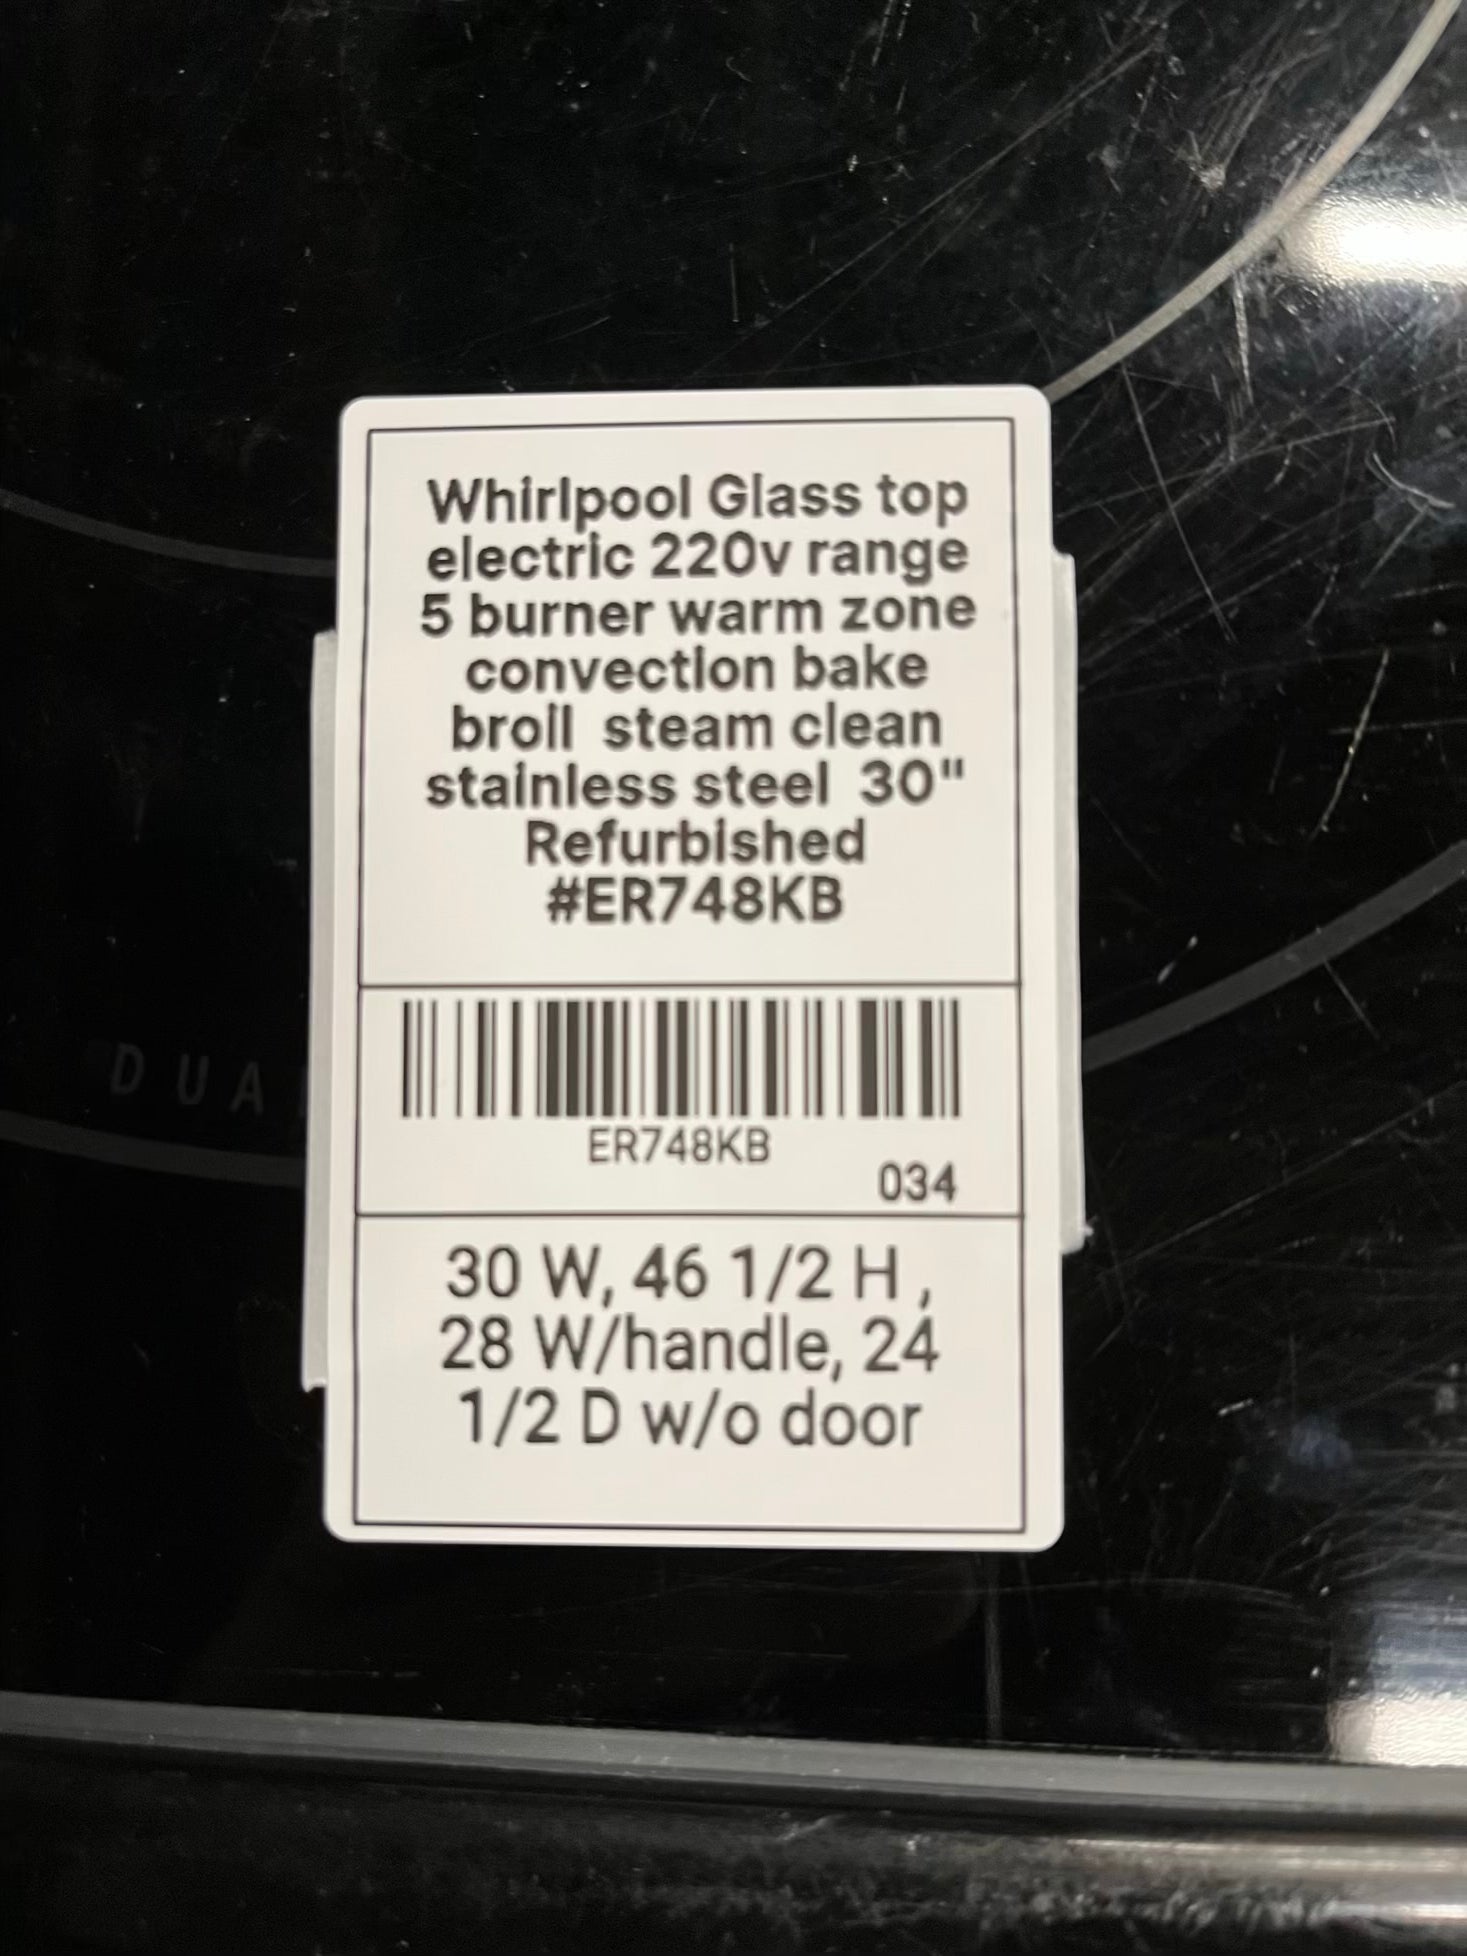 Whirlpool Glass top
electric 220v range
5 burner warm zone
convection bake
broil  steam clean
stainless steel  30"
Refurbished
#ER748KB
ER748KB
034
30 W, 46 1/2 H ,
28 W/handle, 24
1/2 D w/o door
DUA